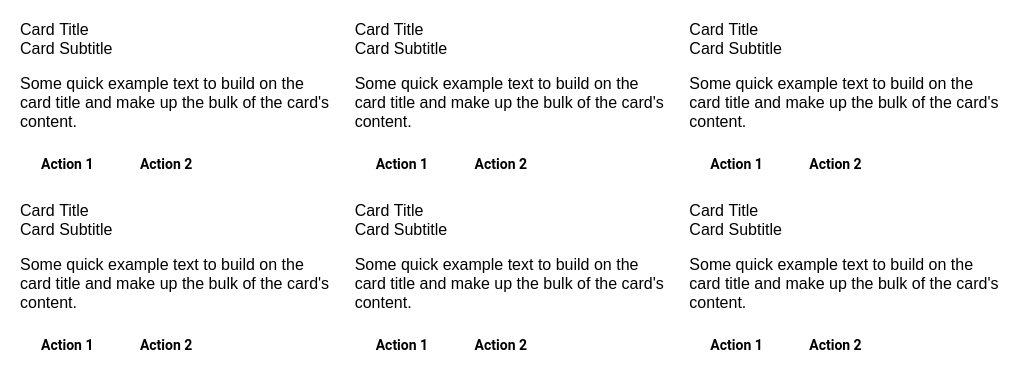 Card Title
Card Subtitle
Some quick example text to build on the
card title and make up the bulk of the card's
content.
Action 1 Action 2
Card Title
Card Subtitle
Some quick example text to build on the
card title and make up the bulk of the card's
content.
Action 1 Action 2
Card Title
Card Subtitle
Some quick example text to build on the
card title and make up the bulk of the card's
content.
Action 1 Action 2
Card Title
Card Subtitle
Some quick example text to build on the
card title and make up the bulk of the card's
content.
Action 1 Action 2
Card Title
Card Subtitle
Some quick example text to build on the
card title and make up the bulk of the card's
content.
Action 1 Action 2
Card Title
Card Subtitle
Some quick example text to build on the
card title and make up the bulk of the card's
content.
Action 1 Action 2